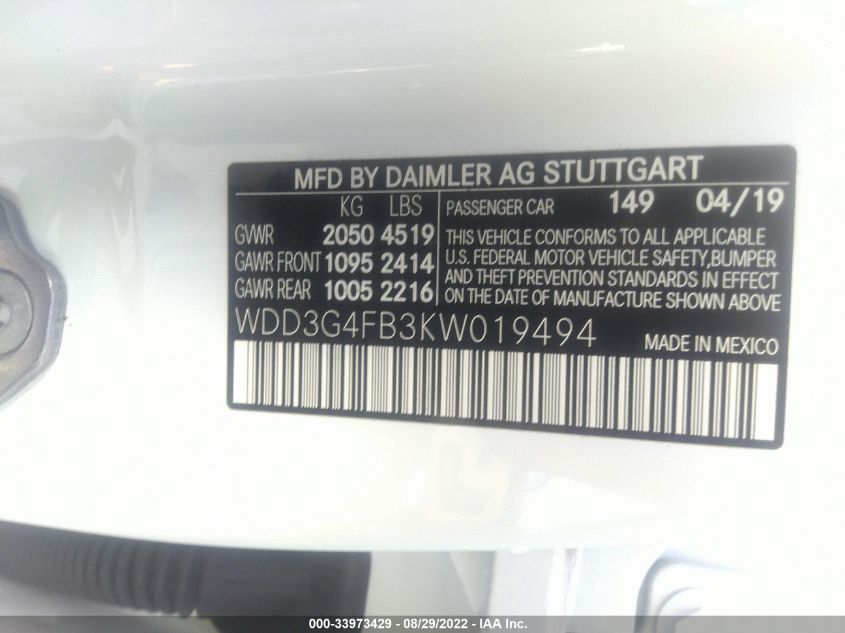 MFD BY DAIMLER AG STUTTGART
KG LBS
GVWR 2050 4519
GAWR FRONT 1095 2414
GAWR REAR 1005 2216
PASSENGER CAR 149 04/19
THIS VEHICLE CONFORMS TO ALL APPLICABLE
U.S. FEDERAL MOTOR VEHICLE SAFETY,BUMPER
AND THEFT PREVENTION STANDARDS IN EFFECT
ON THE DATE OF MANUFACTURE SHOWN ABOVE
WDD3G4FB3KW019494
MADE IN MEXICO
000-33973429 - 08/29/2022 - IAA Inc.